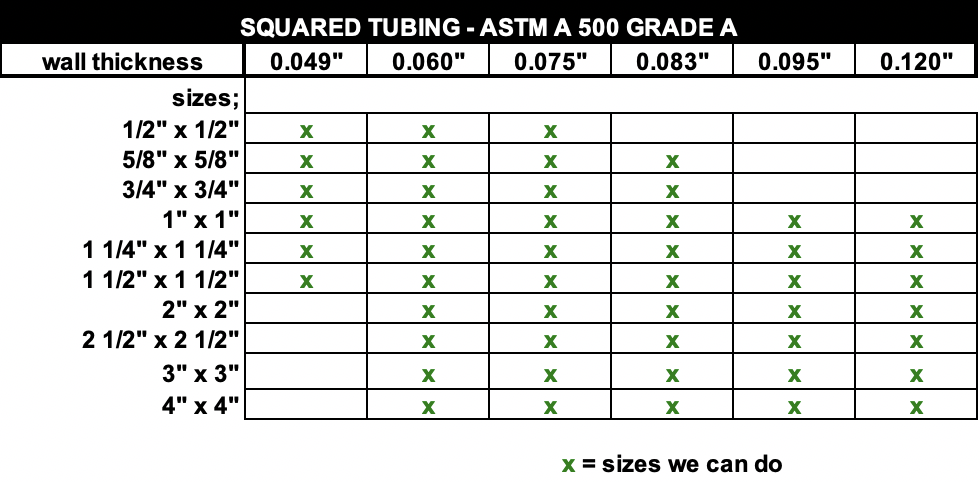 SQUARED TUBING - ASTM A 500 GRADE A
wall thickness 0.049" 0.060" 0.075" 0.083" 0.095" 0.120"
sizes;
1/2" x 1/2" x x x
5/8" x 5/8" x x x x
3/4" x 3/4" x x x x
1" x 1" x x x x x x
1 1/4" x 1 1/4" x x x x x x
1 1/2" x 1 1/2" x x x x x x
2" x 2" x x x x x
2 1/2" x 2 1/2" x x x x x
3" x 3" x x x x x
4" x 4" x x x x x
x = sizes we can do